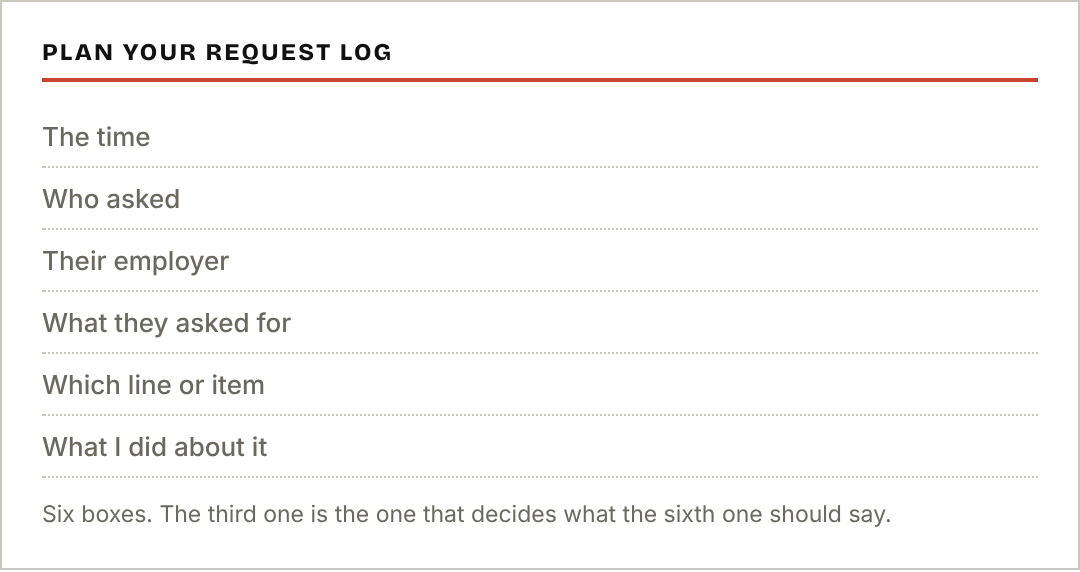 PLAN YOUR REQUEST LOG
The time
Who asked
Their employer
What they asked for
Which line or item
What I did about it
Six boxes. The third one is the one that decides what the sixth one should say.